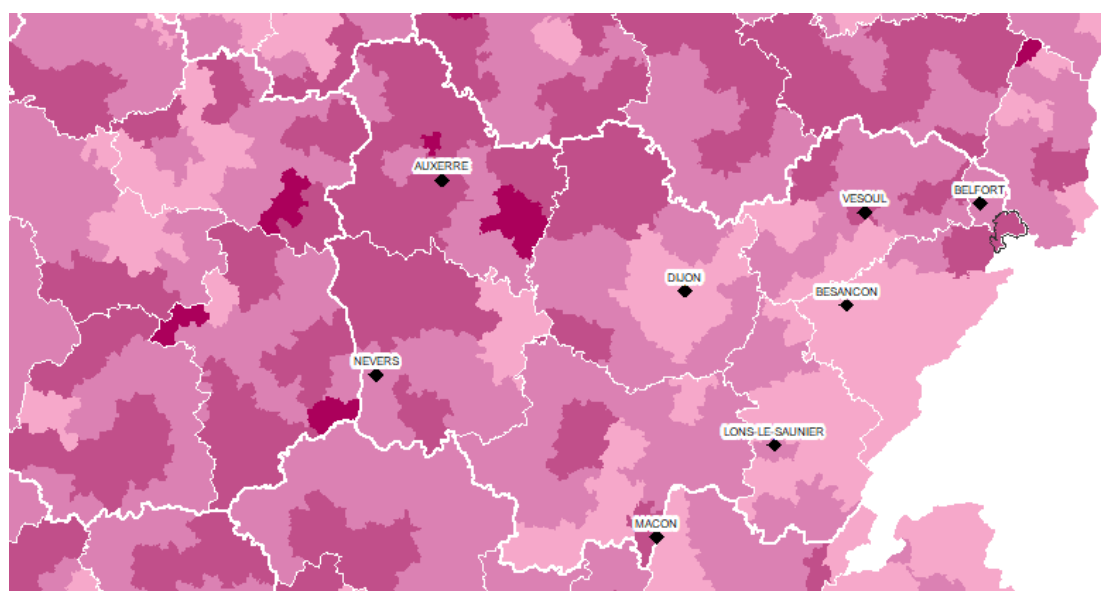 AUXERRE
BELFORT
VESOUL
DIJON
BESANCON
NEVERS
LONS-LE-SAUNIER
MACON